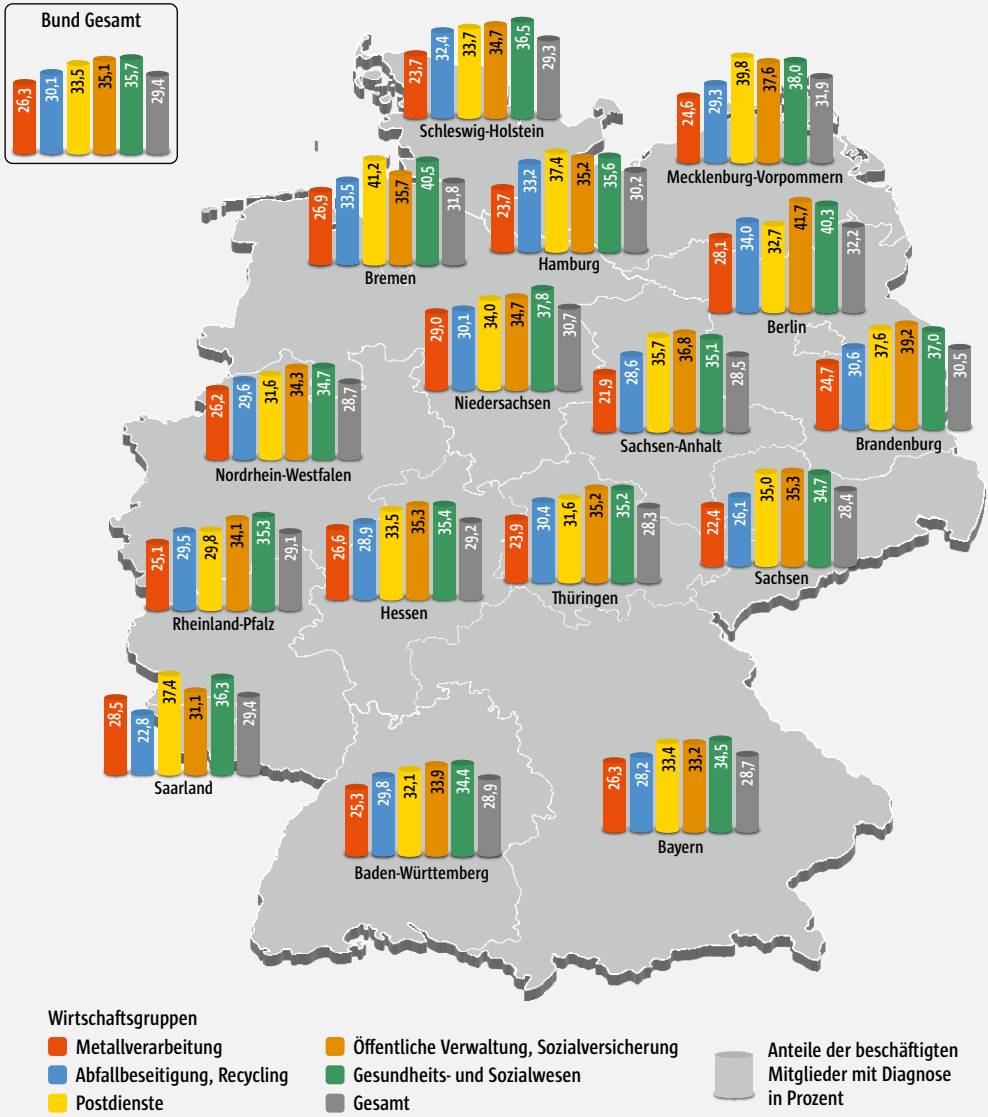 Bund Gesamt
26,3 30,1 33,5 35,1 35,7 29,4
23,7 32,4 33,7 34,7 36,5 29,3
Schleswig-Holstein
24,6 29,3 39,8 37,6 38,0 31,9
Mecklenburg-Vorpommern
26,9 33,5 41,2 35,7 40,5 31,8
Bremen
23,7 33,2 37,4 35,2 35,6 30,2
Hamburg
28,1 34,0 32,7 41,7 40,3 32,2
Berlin
29,0 30,1 34,0 34,7 37,8 30,7
Niedersachsen
21,9 28,6 35,7 36,8 35,1 28,5
Sachsen-Anhalt
24,7 30,6 37,6 39,2 37,0 30,5
Brandenburg
26,2 29,6 31,6 34,3 34,7 28,7
Nordrhein-Westfalen
25,1 29,5 29,8 34,1 35,3 29,1
Rheinland-Pfalz
26,6 28,9 33,5 35,3 35,4 29,2
Hessen
23,9 30,4 31,6 35,2 35,2 28,3
Thüringen
22,4 26,1 35,0 35,3 34,7 28,4
Sachsen
28,5 22,8 37,4 31,1 36,3 29,4
Saarland
25,3 29,8 32,1 33,9 34,4 28,9
Baden-Württemberg
26,3 28,2 33,4 33,2 34,5 28,7
Bayern
Wirtschaftsgruppen
Metallverarbeitung
Abfallbeseitigung, Recycling
Postdienste
Öffentliche Verwaltung, Sozialversicherung
Gesundheits- und Sozialwesen
Gesamt
Anteile der beschäftigten
Mitglieder mit Diagnose
in Prozent